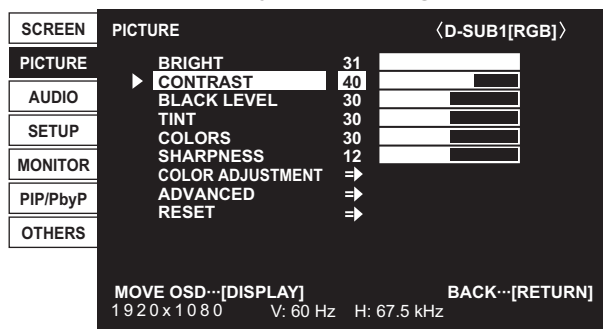 SCREEN
PICTURE
AUDIO
SETUP
MONITOR
PIP/PbyP
OTHERS
PICTURE 〈D-SUB1[RGB]〉
BRIGHT 31
CONTRAST 40
BLACK LEVEL 30
TINT 30
COLORS 30
SHARPNESS 12
COLOR ADJUSTMENT
ADVANCED
RESET
MOVE OSD···[DISPLAY] BACK···[RETURN]
1920x1080 V: 60 Hz H: 67.5 kHz